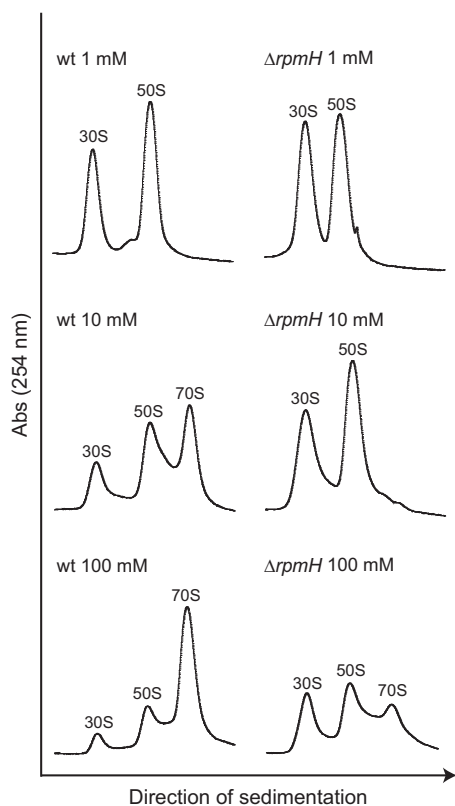 wt 1 mM
30S
50S
ΔrpmH 1 mM
30S
50S
wt 10 mM
30S
50S
70S
ΔrpmH 10 mM
30S
50S
wt 100 mM
30S
50S
70S
ΔrpmH 100 mM
30S
50S
70S
Abs (254 nm)
Direction of sedimentation